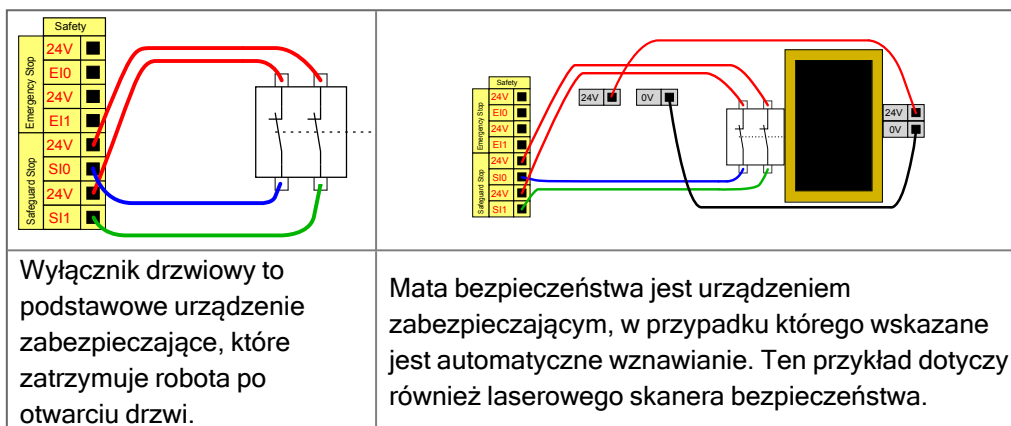 Safety
Emergency Stop
24V
EI0
24V
EI1
Safeguard Stop
24V
SI0
24V
SI1
Safety
Emergency Stop
24V
EI0
24V
EI1
Safeguard Stop
24V
SI0
24V
SI1
24V
0V
24V
0V
Wyłącznik drzwiowy to
podstawowe urządzenie
zabezpieczające, które
zatrzymuje robota po
otwarciu drzwi.
Mata bezpieczeństwa jest urządzeniem
zabezpieczającym, w przypadku którego wskazane
jest automatyczne wznawianie. Ten przykład dotyczy
również laserowego skanera bezpieczeństwa.